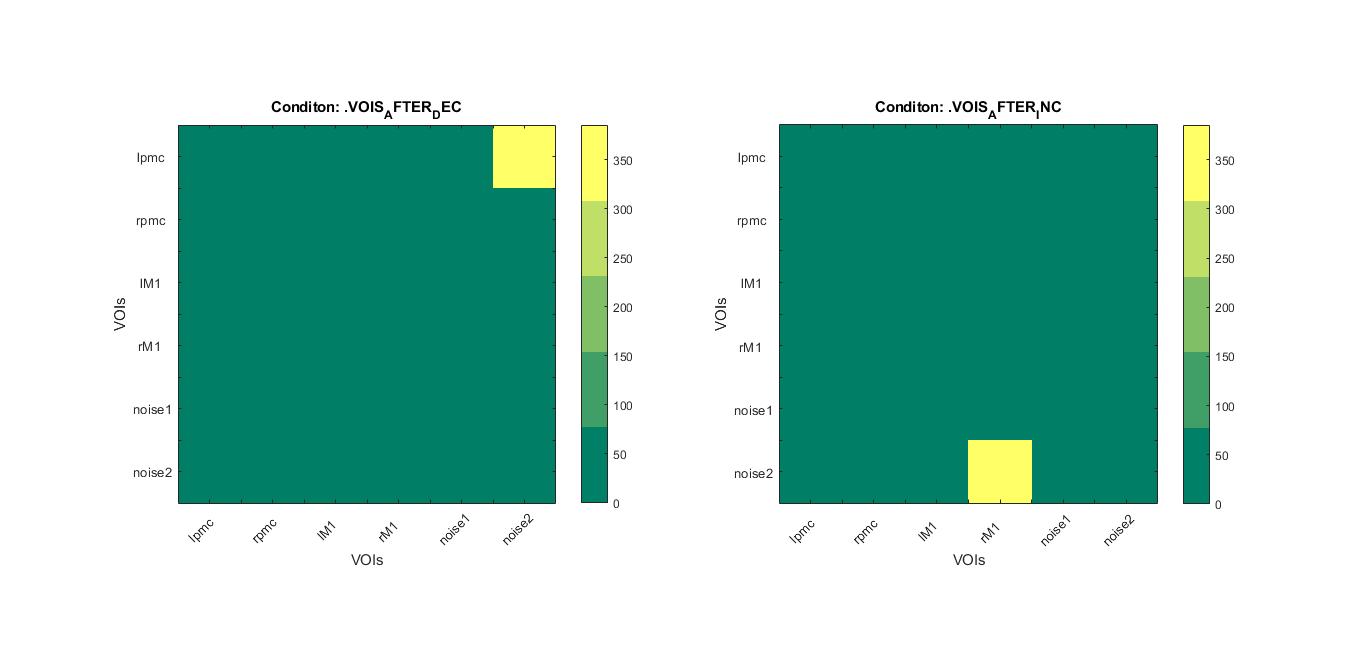 Conditon: .VOIS_AFTER_DEC
lpmc
rpmc
lM1
rM1
noise1
noise2
VOIs
lpmc
rpmc
lM1
rM1
noise1
noise2
VOIs
350
300
250
200
150
100
50
0
Conditon: .VOIS_AFTER_INC
lpmc
rpmc
lM1
rM1
noise1
noise2
VOIs
lpmc
rpmc
lM1
rM1
noise1
noise2
VOIs
350
300
250
200
150
100
50
0